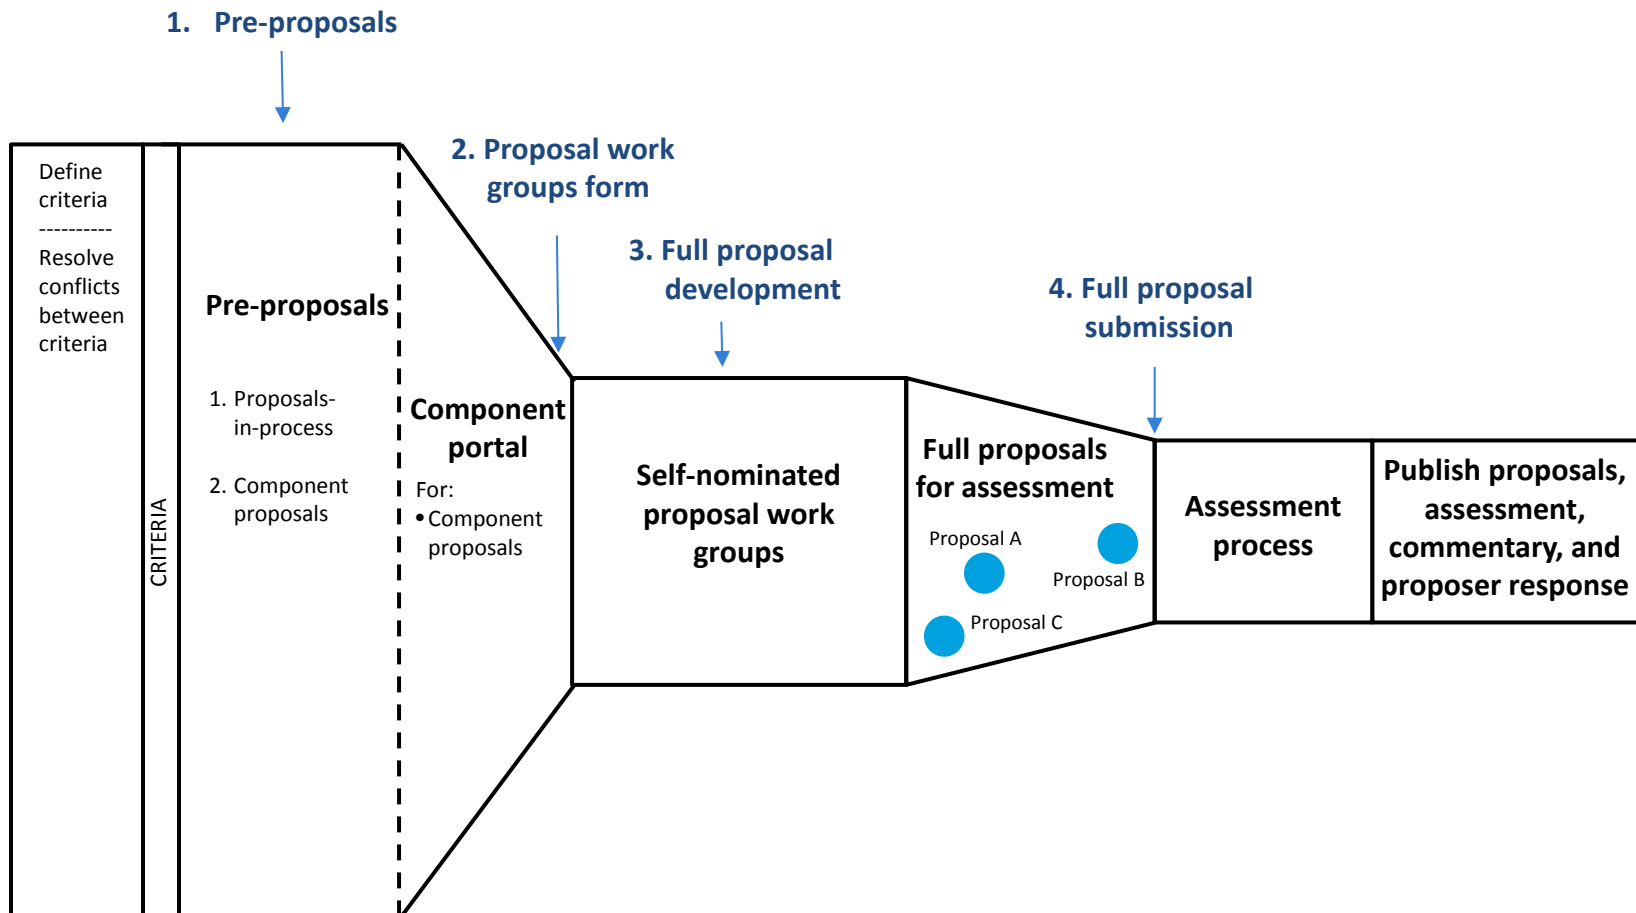 1. Pre-proposals
2. Proposal work
groups form
3. Full proposal
development
4. Full proposal
submission
Define
criteria
----------
Resolve
conflicts
between
criteria
CRITERIA
Pre-proposals
1. Proposals-
in-process
2. Component
proposals
Component
portal
For:
• Component
proposals
Self-nominated
proposal work
groups
Full proposals
for assessment
Proposal A
Proposal B
Proposal C
Assessment
process
Publish proposals,
assessment,
commentary, and
proposer response